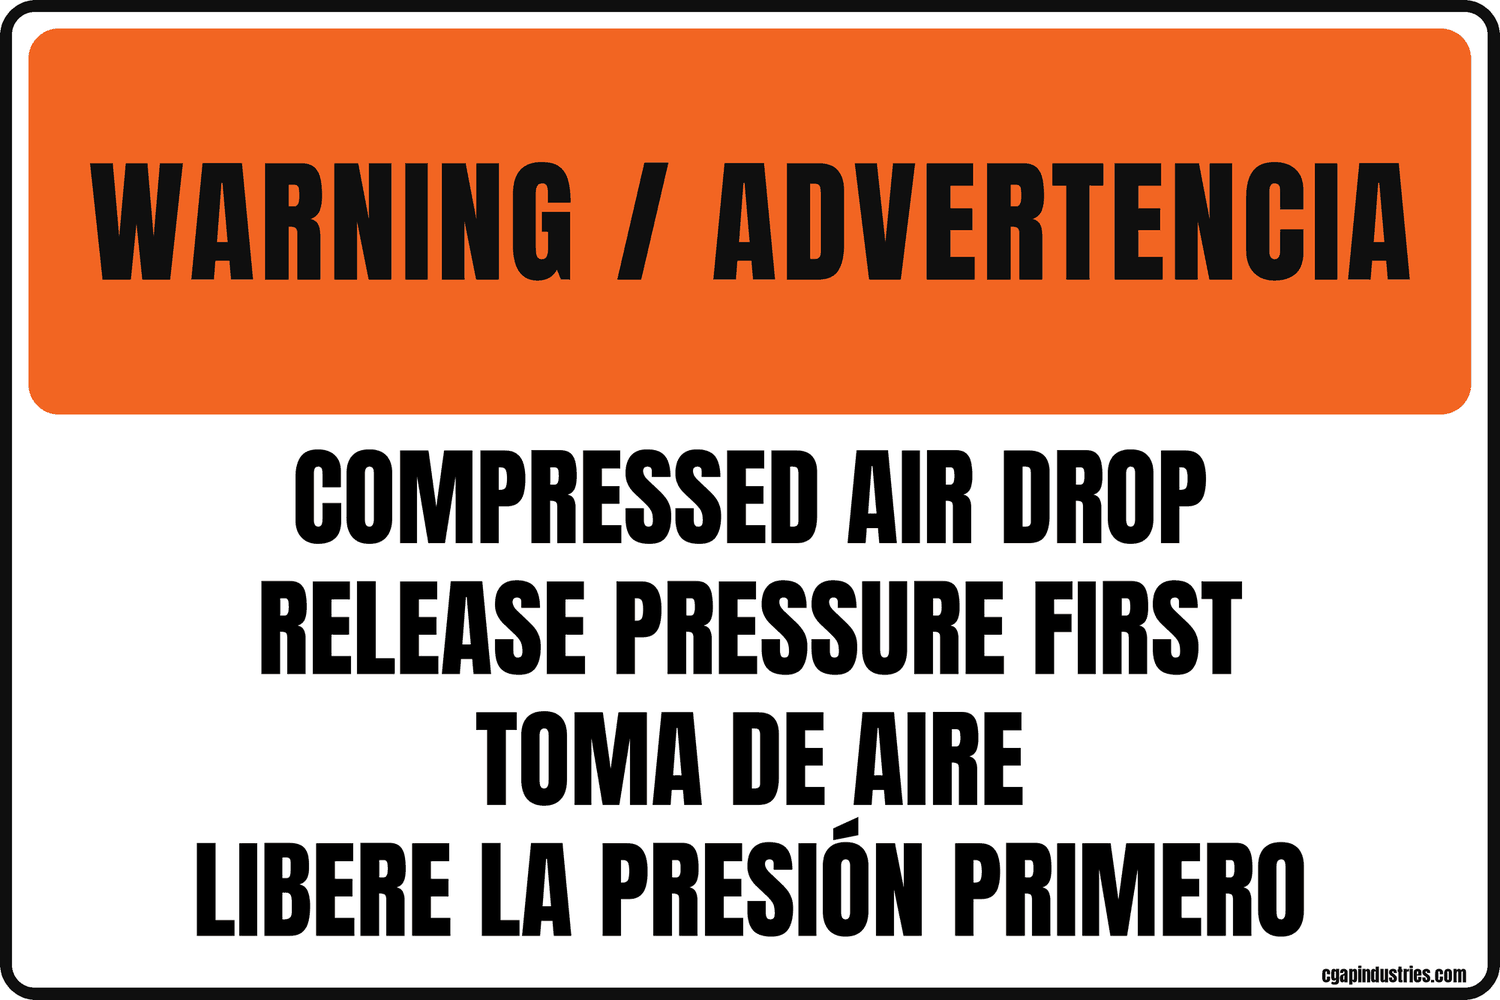 WARNING / ADVERTENCIA
COMPRESSED AIR DROP
RELEASE PRESSURE FIRST
TOMA DE AIRE
LIBERE LA PRESIÓN PRIMERO
cgapindustries.com